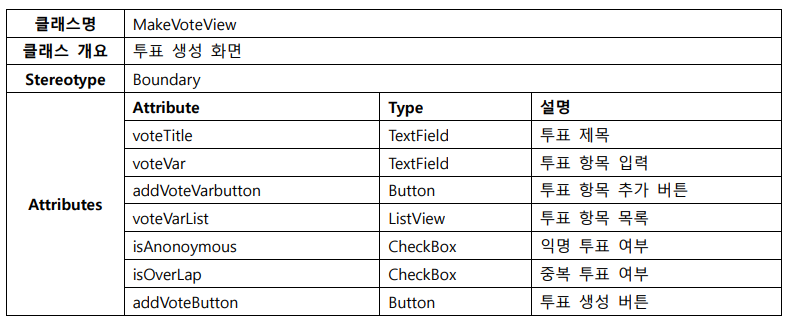 클래스명 MakeVoteView
클래스 개요 투표 생성 화면
Stereotype Boundary
Attributes
Attribute Type 설명
voteTitle TextField 투표 제목
voteVar TextField 투표 항목 입력
addVoteVarbutton Button 투표 항목 추가 버튼
voteVarList ListView 투표 항목 목록
isAnonoymous CheckBox 익명 투표 여부
isOverLap CheckBox 중복 투표 여부
addVoteButton Button 투표 생성 버튼